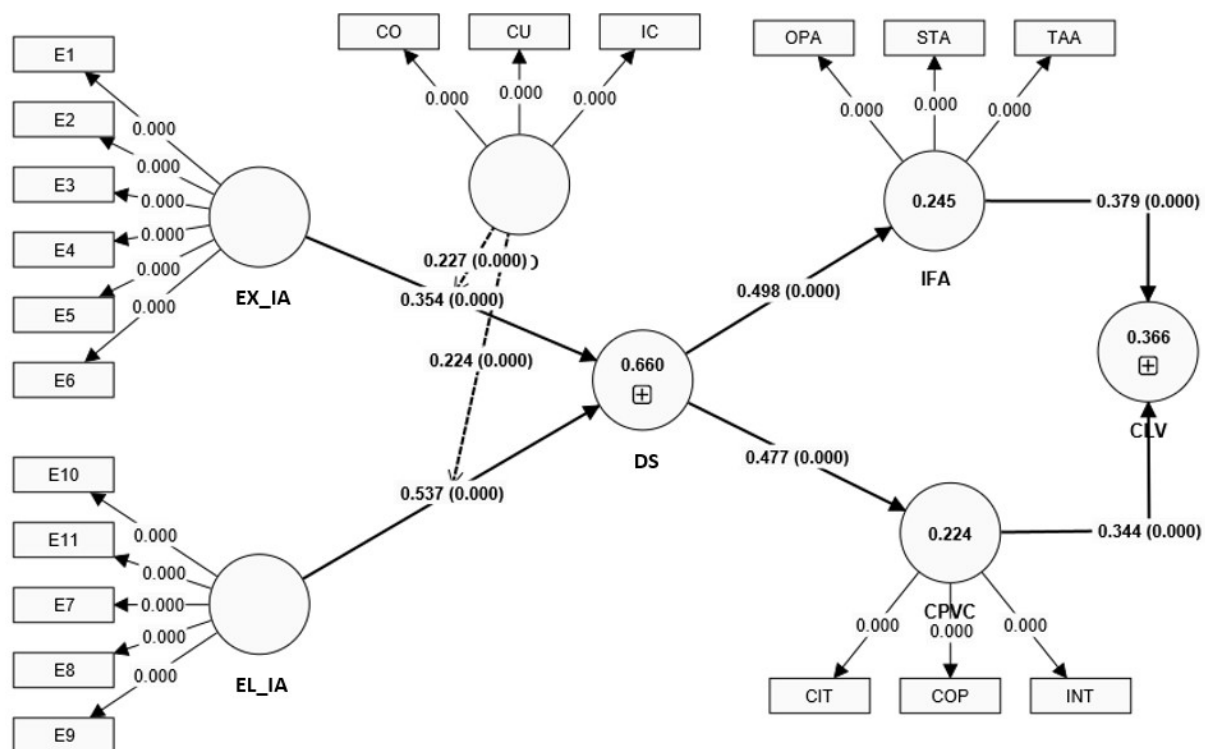 CO
CU
IC
0.000
0.000
0.000
OPA
STA
TAA
0.000
0.000
0.000
E1
E2
E3
E4
E5
E6
0.000
0.000
0.000
0.000
0.000
0.000
EX_IA
0.227 (0.000)
0.354 (0.000)
0.224 (0.000)
0.537 (0.000)
0.660
DS
0.498 (0.000)
0.477 (0.000)
0.245
IFA
0.379 (0.000)
0.366
CLV
0.344 (0.000)
0.224
CPVC
0.000
0.000
0.000
CIT
COP
INT
E10
E11
E7
E8
E9
0.000
0.000
0.000
0.000
0.000
EL_IA